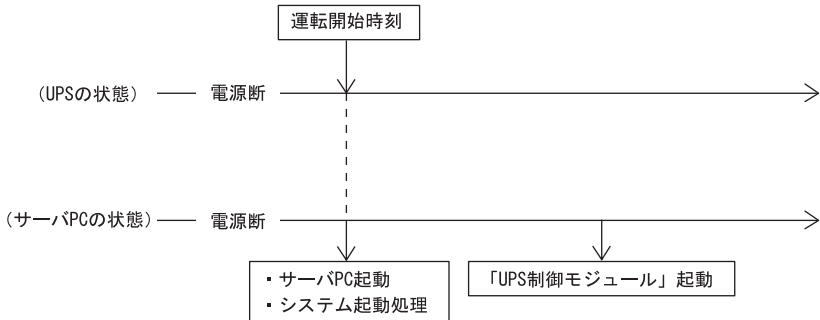 運転開始時刻
(UPSの状態)
電源断
(サーバPCの状態)
電源断
・サーバPC起動
・システム起動処理
「UPS制御モジュール」起動